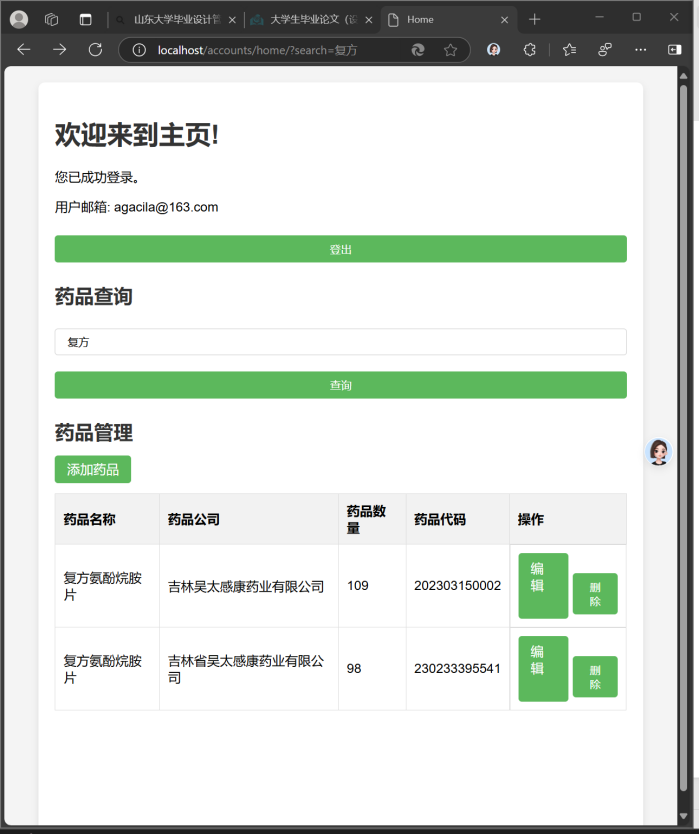 山东大学毕业设计管
大学生毕业论文（设
Home
localhost/accounts/home/?search=复方
欢迎来到主页!
您已成功登录。
用户邮箱: agacila@163.com
登出
药品查询
复方
查询
药品管理
添加药品
药品名称 药品公司 药品数量 药品代码 操作
复方氨酚烷胺片 吉林吴太感康药业有限公司 109 202303150002 编辑 删除
复方氨酚烷胺片 吉林省吴太感康药业有限公司 98 230233395541 编辑 删除